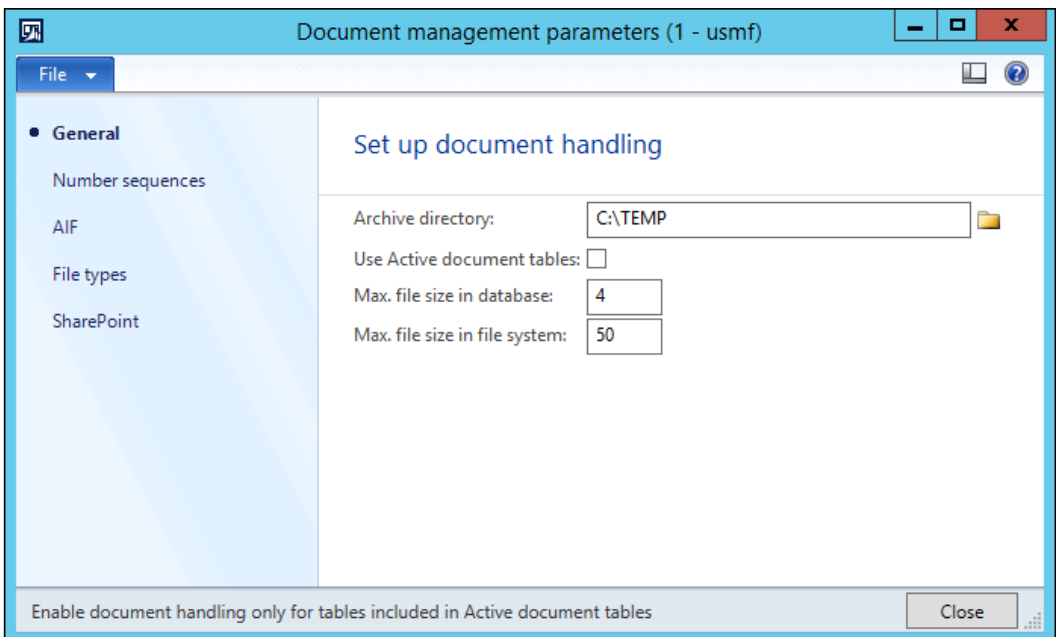 Document management parameters (1 - usmf)
File
General
Number sequences
AIF
File types
SharePoint
Set up document handling
Archive directory: C:\TEMP
Use Active document tables:
Max. file size in database: 4
Max. file size in file system: 50
Enable document handling only for tables included in Active document tables
Close